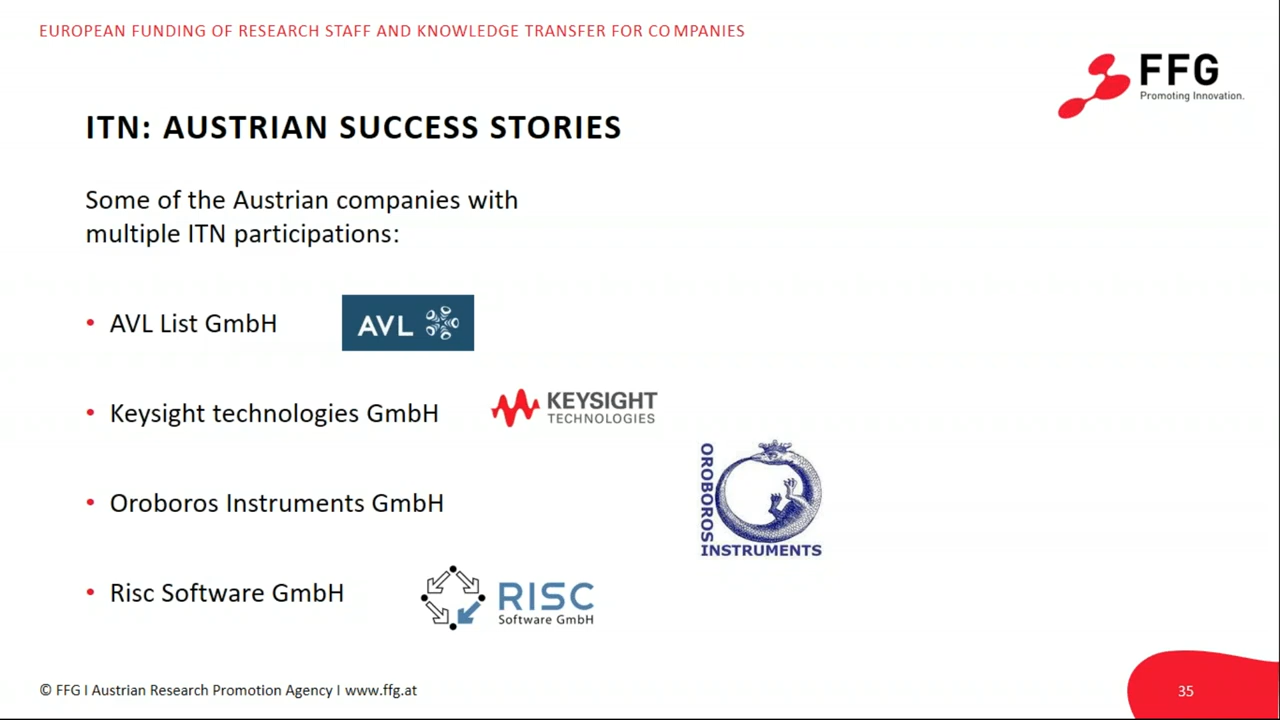 EUROPEAN FUNDING OF RESEARCH STAFF AND KNOWLEDGE TRANSFER FOR COMPANIES
FFG
Promoting Innovation.
ITN: AUSTRIAN SUCCESS STORIES
Some of the Austrian companies with
multiple ITN participations:
• AVL List GmbH
AVL
• Keysight technologies GmbH
KEYSIGHT
TECHNOLOGIES
• Oroboros Instruments GmbH
OROBOROS
INSTRUMENTS
• Risc Software GmbH
RISC
Software GmbH
© FFG I Austrian Research Promotion Agency I www.ffg.at
35